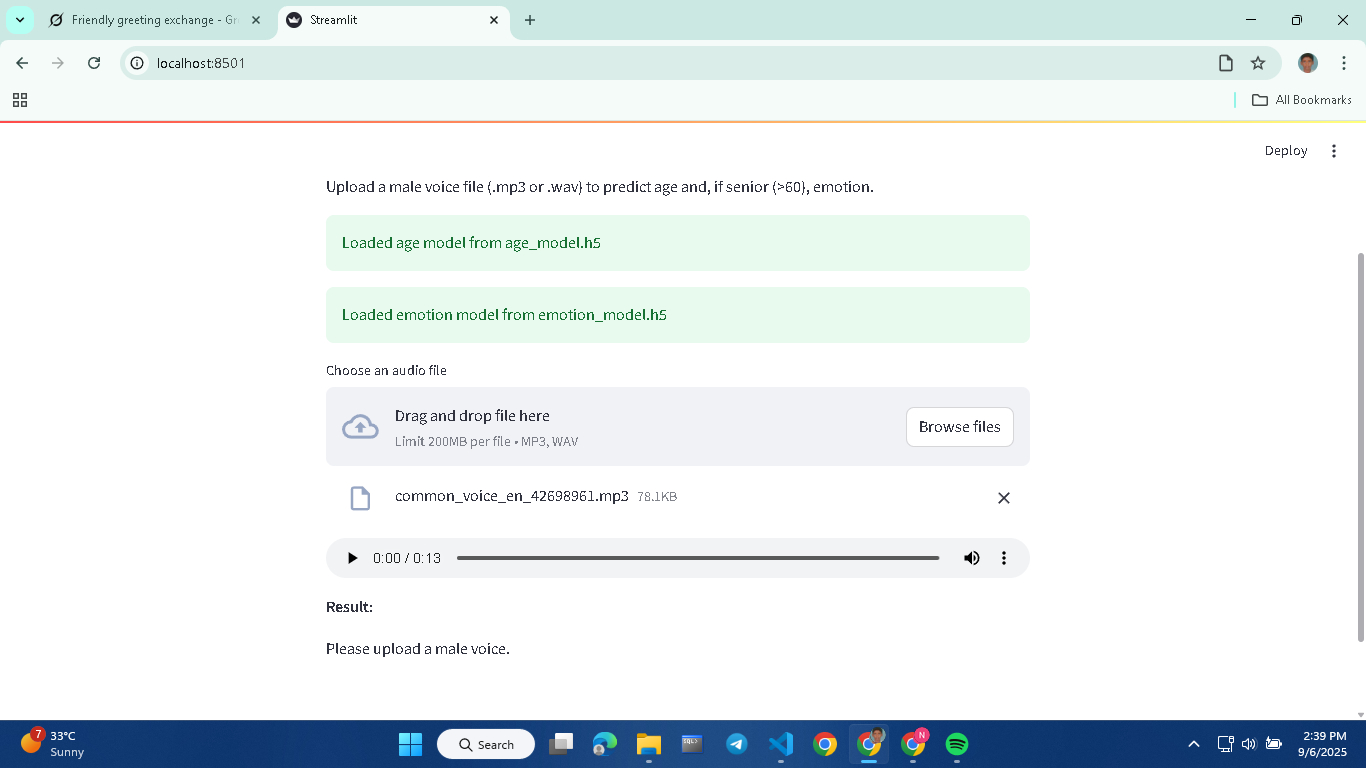 Friendly greeting exchange - Gr
Streamlit
localhost:8501
All Bookmarks
Deploy
Upload a male voice file (.mp3 or .wav) to predict age and, if senior (>60), emotion.
Loaded age model from age_model.h5
Loaded emotion model from emotion_model.h5
Choose an audio file
Drag and drop file here
Limit 200MB per file • MP3, WAV
Browse files
common_voice_en_42698961.mp3 78.1KB
0:00 / 0:13
Result:
Please upload a male voice.
7
33°C
Sunny
Search
SQL>
N
2:39 PM
9/6/2025